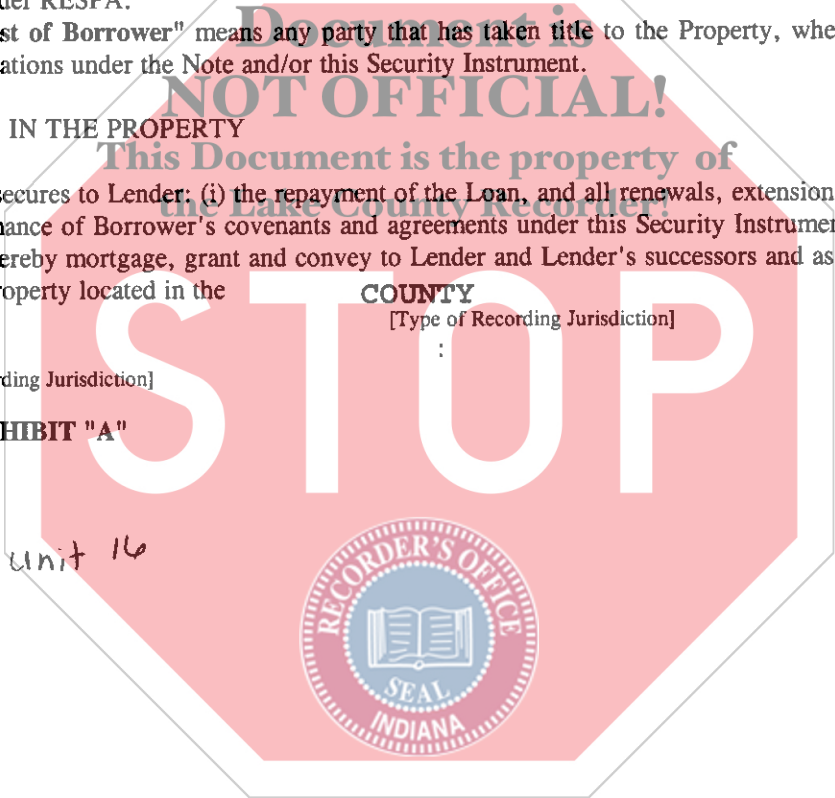 der RESPA.
st of Borrower" means any party that has taken title to the Property, whe
Document is
ations under the Note and/or this Security Instrument.
NOT OFFICIAL!
IN THE PROPERTY
This Document is the property of
ecures to Lender: (i) the repayment of the Loan, and all renewals, extension
the Lake County Recorder!
ance of Borrower's covenants and agreements under this Security Instrumen
ereby mortgage, grant and convey to Lender and Lender's successors and as
operty located in the COUNTY
[Type of Recording Jurisdiction]
:
ding Jurisdiction]
HIBIT "A"
STOP
Unit 16
RECORDER'S OFFICE
SEAL
INDIANA